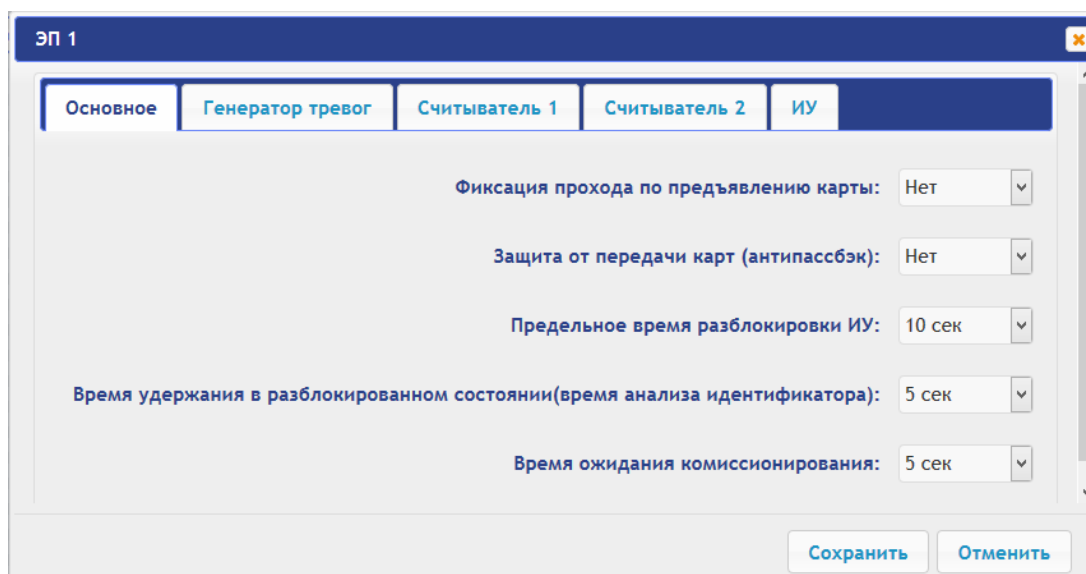 ЭП 1
Основное Генератор тревог Считыватель 1 Считыватель 2 ИУ
Фиксация прохода по предъявлению карты: Нет
Защита от передачи карт (антипассбэк): Нет
Предельное время разблокировки ИУ: 10 сек
Время удержания в разблокированном состоянии(время анализа идентификатора): 5 сек
Время ожидания комиссионирования: 5 сек
Сохранить Отменить